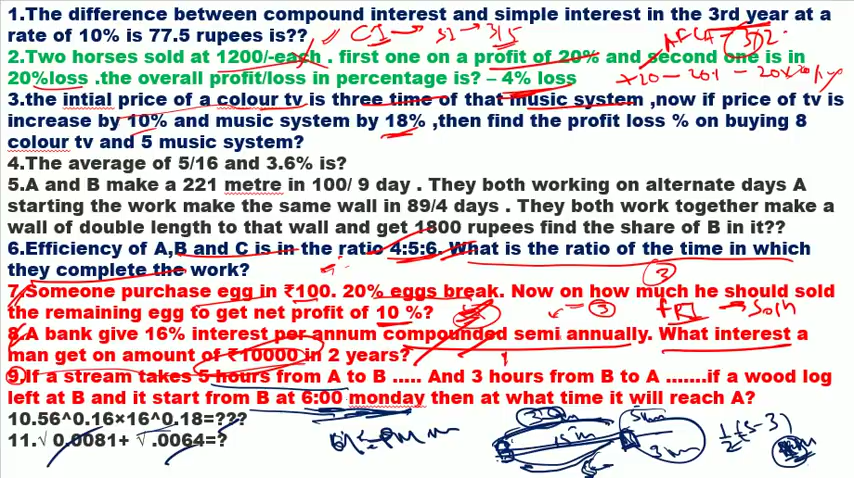 1.The difference between compound interest and simple interest in the 3rd year at a
rate of 10% is 77.5 rupees is??
CI → 32 → 315
2.Two horses sold at 1200/-each . first one on a profit of 20% and second one is in
20%loss .the overall profit/loss in percentage is? – 4% loss
3.the intial price of a colour tv is three time of that music system ,now if price of tv is
increase by 10% and music system by 18% ,then find the profit loss % on buying 8
colour tv and 5 music system?
4.The average of 5/16 and 3.6% is?
5.A and B make a 221 metre in 100/ 9 day . They both working on alternate days A
starting the work make the same wall in 89/4 days . They both work together make a
wall of double length to that wall and get 1800 rupees find the share of B in it??
6.Efficiency of A,B and C is in the ratio 4:5:6. What is the ratio of the time in which
they complete the work?
3
7.Someone purchase egg in ₹100. 20% eggs break. Now on how much he should sold
the remaining egg to get net profit of 10 %?
3
8.A bank give 16% interest per annum compounded semi annually. What interest a
man get on amount of ₹10000 in 2 years?
9.If a stream takes 5 hours from A to B ..... And 3 hours from B to A .......if a wood log
left at B and it start from B at 6:00 monday then at what time it will reach A?
10.56^0.16×16^0.18=???
11.√ 0.0081+ √ .0064=?
15m
3m